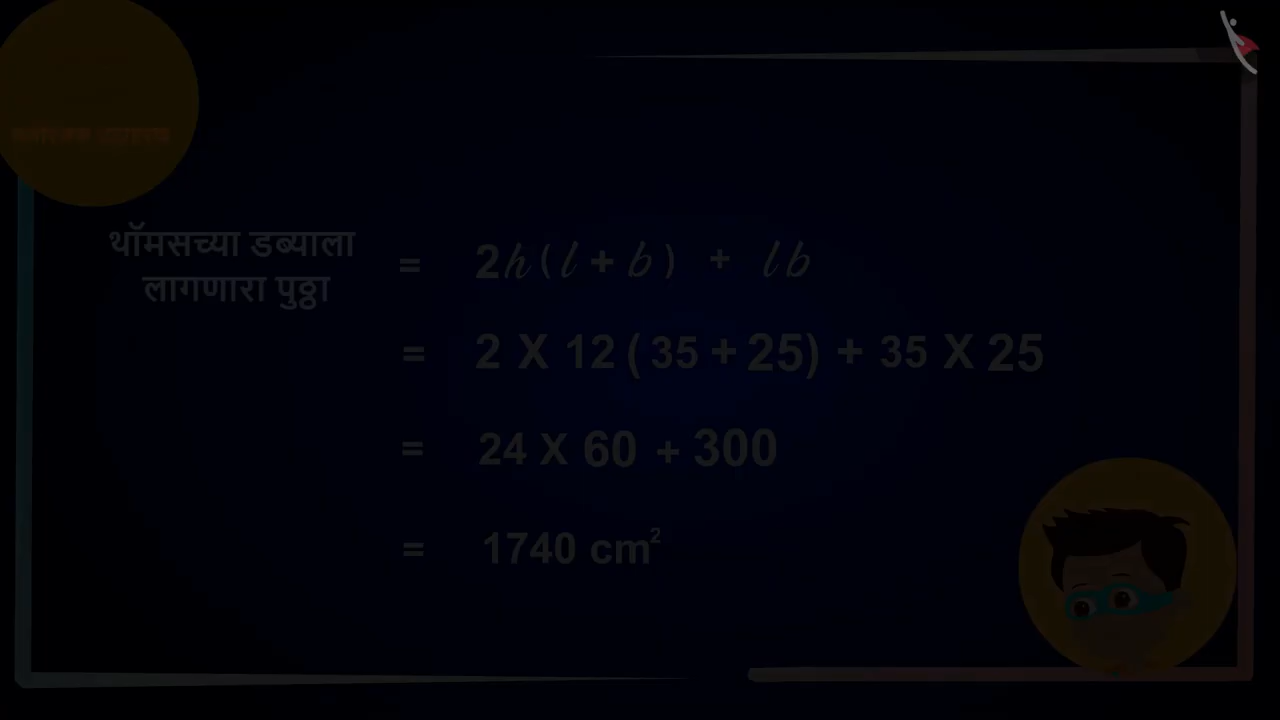 थॉमसच्या डब्याला
लागणारा पुठ्ठा
= 2h(l + b) + lb
= 2 X 12 ( 35 + 25) + 35 X 25
= 24 X 60 + 300
= 1740 cm²